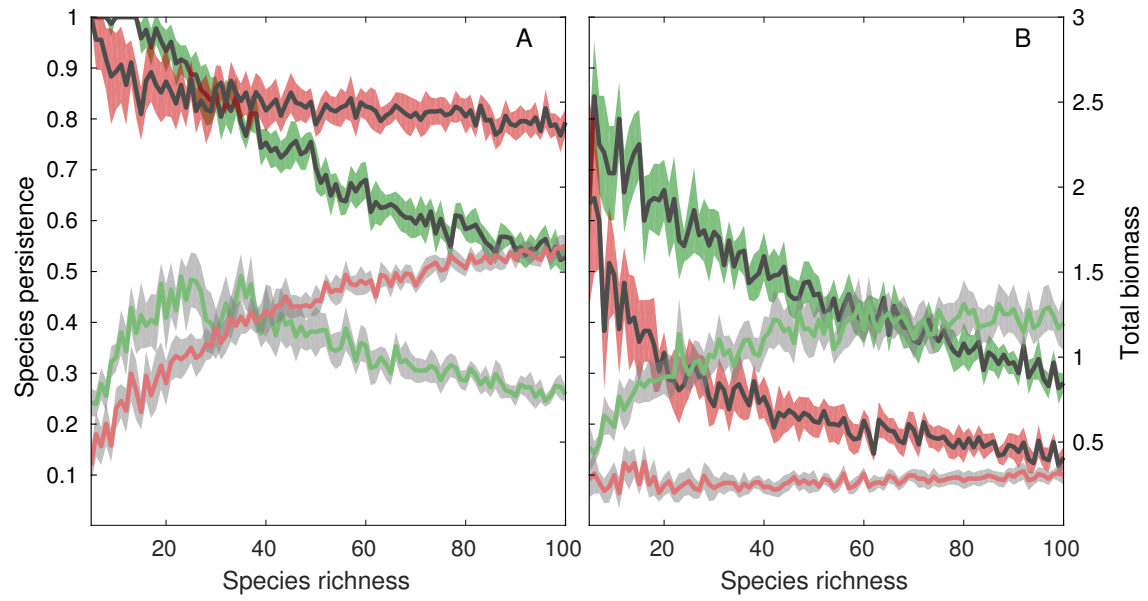 A
B
1
0.9
0.8
0.7
0.6
0.5
0.4
0.3
0.2
0.1
Species persistence
20 40 60 80 100
Species richness
20 40 60 80 100
Species richness
3
2.5
2
1.5
1
0.5
Total biomass